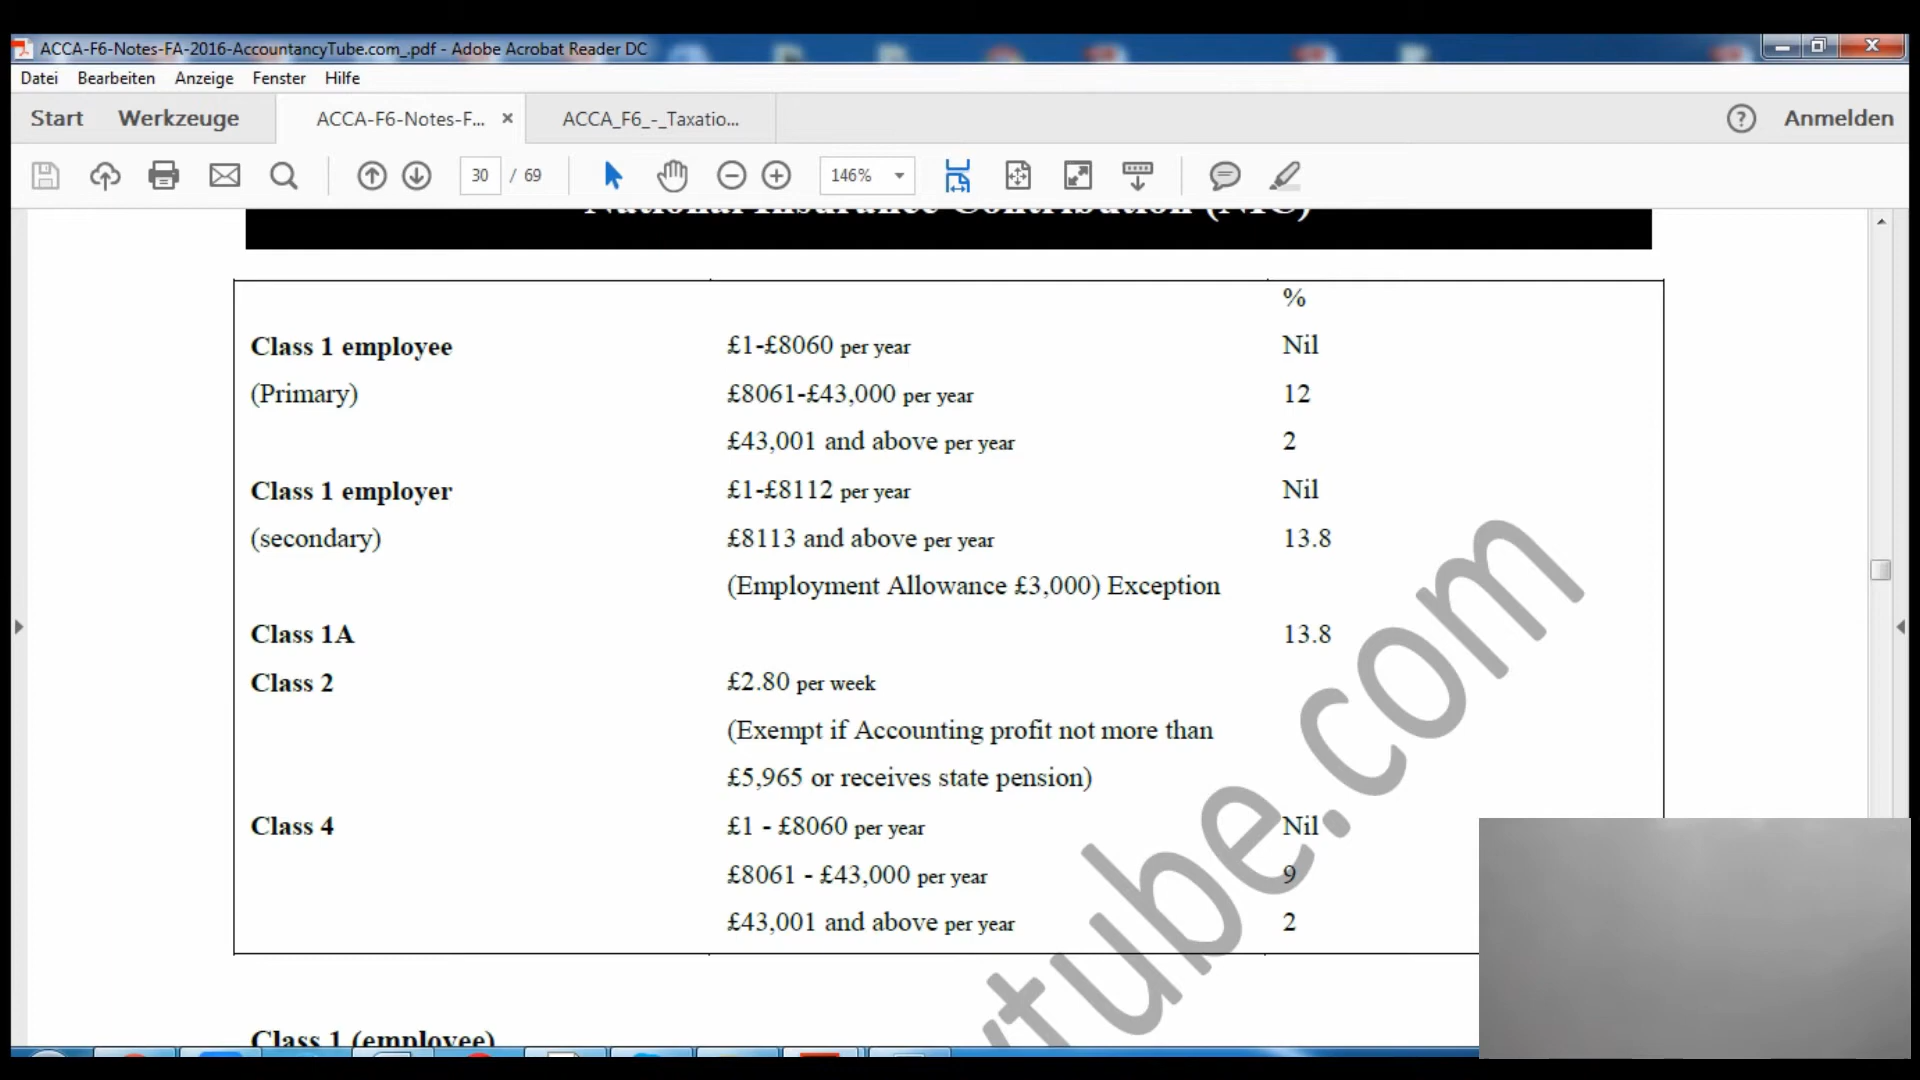 ACCA-F6-Notes-FA-2016-AccountancyTube.com_.pdf - Adobe Acrobat Reader DC
Datei Bearbeiten Anzeige Fenster Hilfe
Start Werkzeuge ACCA-F6-Notes-F... × ACCA_F6_-_Taxatio... ? Anmelden
30 / 69 146%
National Insurance Contribution (NIC)
%
Class 1 employee £1-£8060 per year Nil
(Primary) £8061-£43,000 per year 12
£43,001 and above per year 2
Class 1 employer £1-£8112 per year Nil
(secondary) £8113 and above per year 13.8
(Employment Allowance £3,000) Exception
Class 1A 13.8
Class 2 £2.80 per week
(Exempt if Accounting profit not more than
£5,965 or receives state pension)
Class 4 £1 - £8060 per year Nil
£8061 - £43,000 per year 9
£43,001 and above per year 2
Class 1 (employee)
tube.com